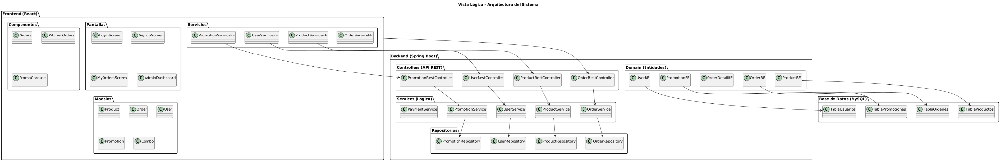 Vista Lógica - Arquitectura del Sistema
Frontend (React)
Componentes
C Orders
C KitchenOrders
C PromoCarousel
Pantallas
C LoginScreen
C SignupScreen
C MyOrdersScreen
C AdminDashboard
Servicios
C PromotionServiceFE
C UserServiceFE
C ProductServiceFE
C OrderServiceFE
Modelos
C Product
C Order
C User
C Promotion
C Combo
Backend (Spring Boot)
Controllers (API REST)
C PromotionRestController
C UserRestController
C ProductRestController
C OrderRestController
Domain (Entidades)
C UserBE
C PromotionBE
C OrderDetailBE
C OrderBE
C ProductBE
Services (Lógica)
C PaymentService
C PromotionService
C UserService
C ProductService
C OrderService
Repositorios
C PromotionRepository
C UserRepository
C ProductRepository
C OrderRepository
Base de Datos (MySQL)
C TablaUsuarios
C TablaPromociones
C TablaOrdenes
C TablaProductos